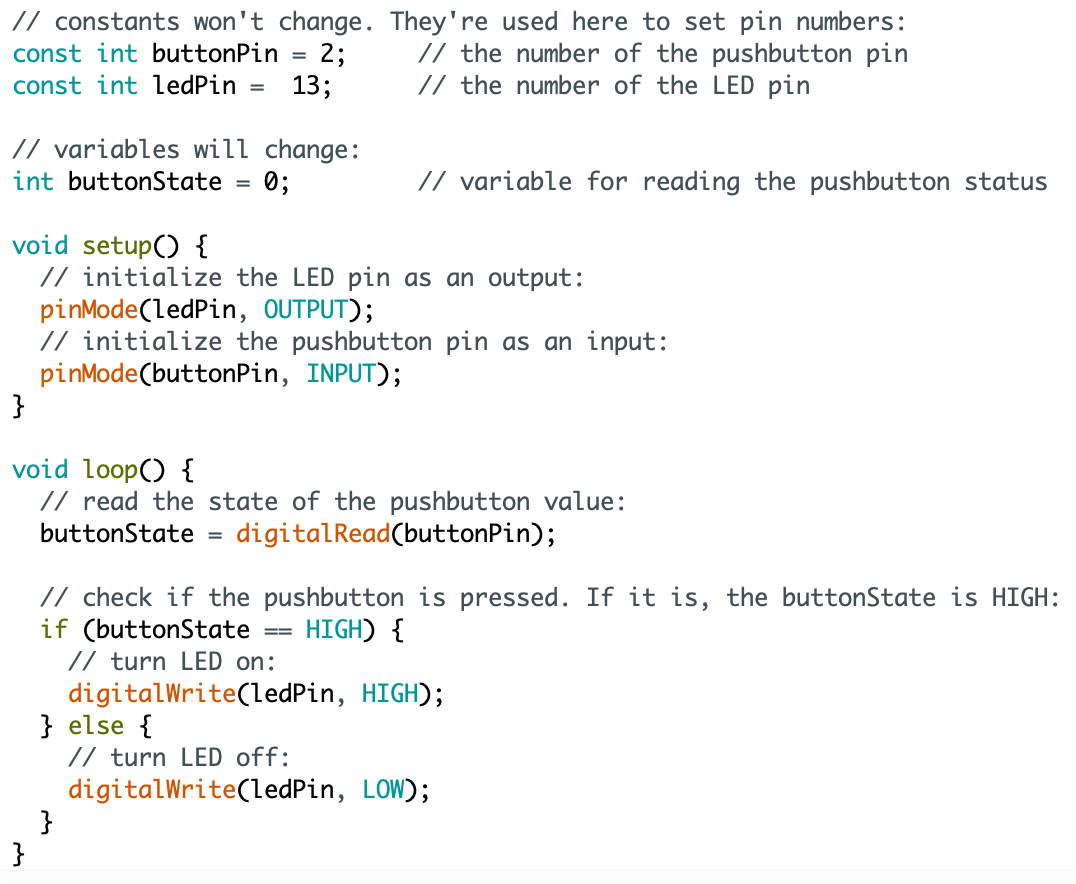 // constants won't change. They're used here to set pin numbers:
const int buttonPin = 2;     // the number of the pushbutton pin
const int ledPin =  13;      // the number of the LED pin

// variables will change:
int buttonState = 0;         // variable for reading the pushbutton status

void setup() {
  // initialize the LED pin as an output:
  pinMode(ledPin, OUTPUT);
  // initialize the pushbutton pin as an input:
  pinMode(buttonPin, INPUT);
}

void loop() {
  // read the state of the pushbutton value:
  buttonState = digitalRead(buttonPin);

  // check if the pushbutton is pressed. If it is, the buttonState is HIGH:
  if (buttonState == HIGH) {
    // turn LED on:
    digitalWrite(ledPin, HIGH);
  } else {
    // turn LED off:
    digitalWrite(ledPin, LOW);
  }
}